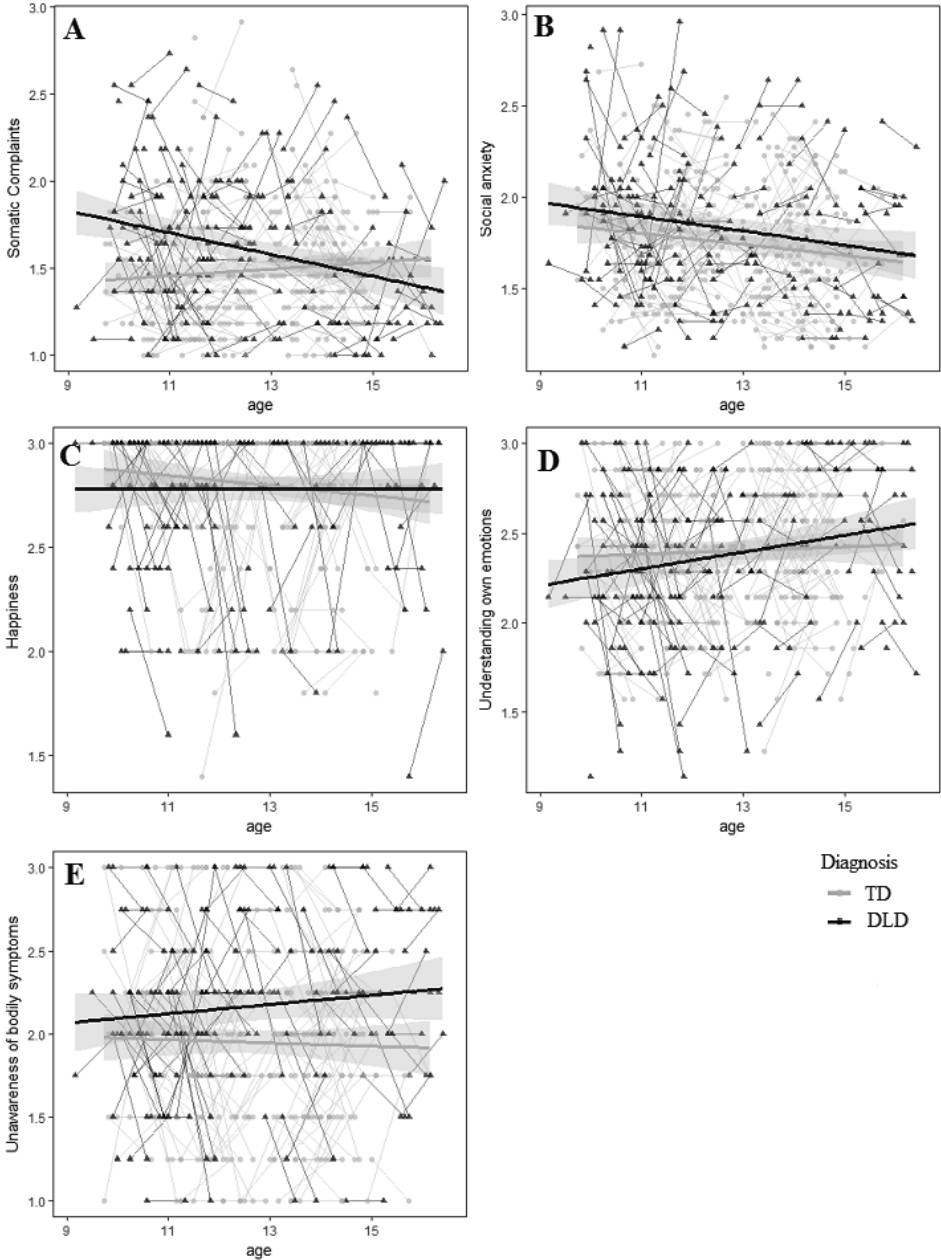 A
Somatic Complaints
3.0
2.5
2.0
1.5
1.0
9 11 13 15
age
B
Social anxiety
3.0
2.5
2.0
1.5
9 11 13 15
age
C
Happiness
3.0
2.5
2.0
1.5
9 11 13 15
age
D
Understanding own emotions
3.0
2.5
2.0
1.5
9 11 13 15
age
E
Unawareness of bodily symptoms
3.0
2.5
2.0
1.5
1.0
9 11 13 15
age
Diagnosis
TD
DLD